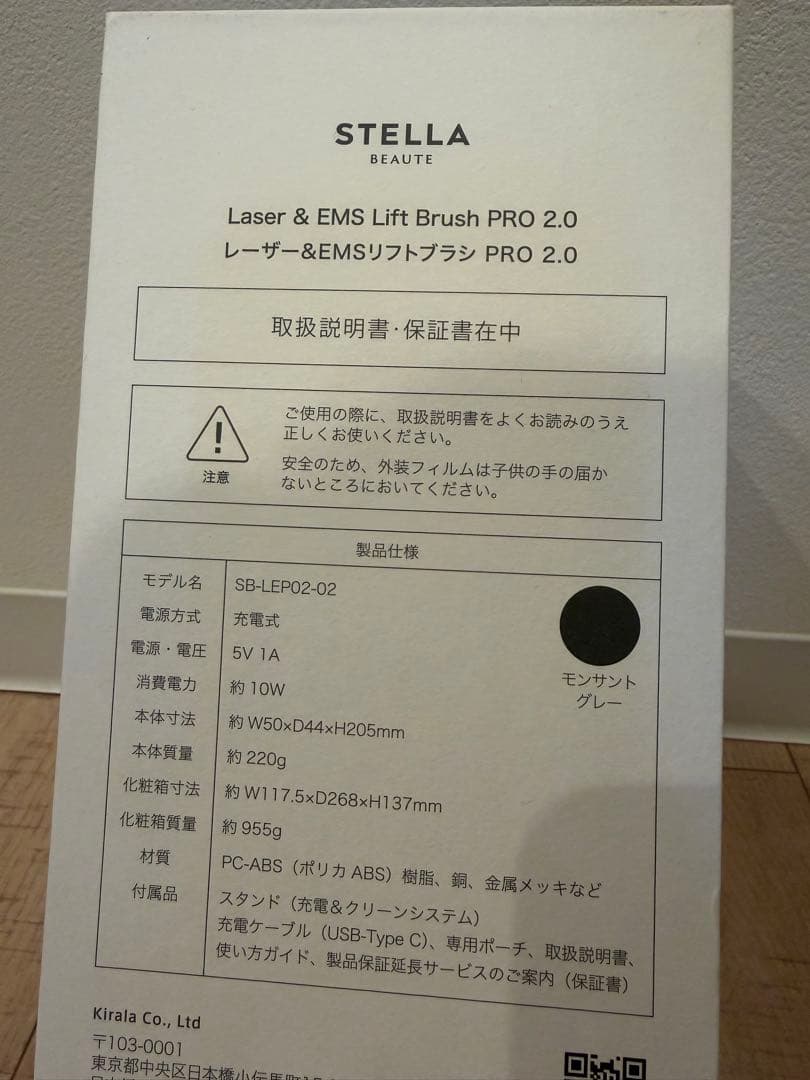 STELLA
BEAUTE
Laser & EMS Lift Brush PRO 2.0
レーザー&EMSリフトブラシ PRO 2.0
取扱説明書・保証書在中
注意
ご使用の際に、取扱説明書をよくお読みのうえ
正しくお使いください。
安全のため、外装フィルムは子供の手の届か
ないところにおいてください。
製品仕様
モデル名 SB-LEP02-02
電源方式 充電式
電源・電圧 5V 1A
消費電力 約 10W
本体寸法 約 W50×D44×H205mm
本体質量 約 220g
化粧箱寸法 約 W117.5×D268×H137mm
化粧箱質量 約 955g
材質 PC-ABS（ポリカ ABS）樹脂、銅、金属メッキなど
付属品 スタンド（充電＆クリーンシステム）
充電ケーブル（USB-Type C）、専用ポーチ、取扱説明書、
使い方ガイド、製品保証延長サービスのご案内（保証書）
モンサント
グレー
Kirala Co., Ltd
〒103-0001
東京都中央区日本橋小伝馬町